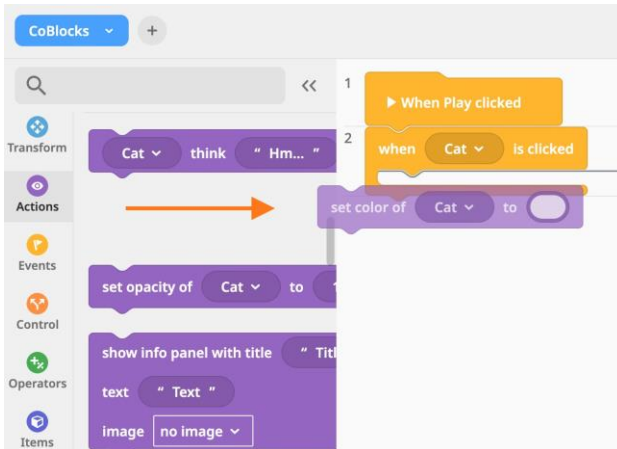 CoBlocks
+
1
▶ When Play clicked
Transform
Cat think “ Hm... ”
2
when Cat is clicked
Actions
set color of Cat to
Events
set opacity of Cat to
Control
show info panel with title “ Titl
Operators
text “ Text ”
Items
image no image